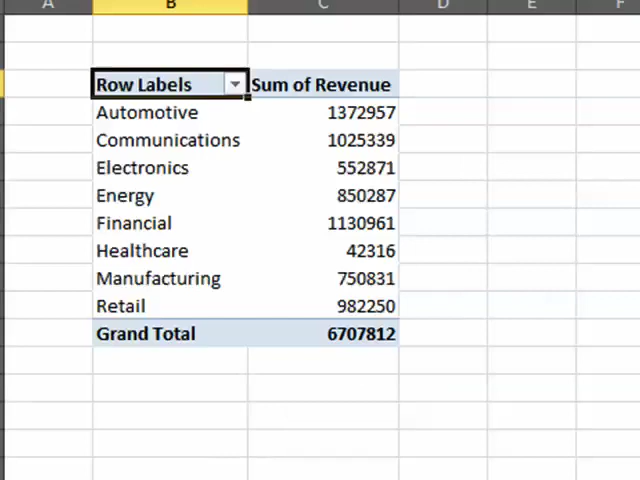 A B C D E F
Row Labels Sum of Revenue
Automotive 1372957
Communications 1025339
Electronics 552871
Energy 850287
Financial 1130961
Healthcare 42316
Manufacturing 750831
Retail 982250
Grand Total 6707812